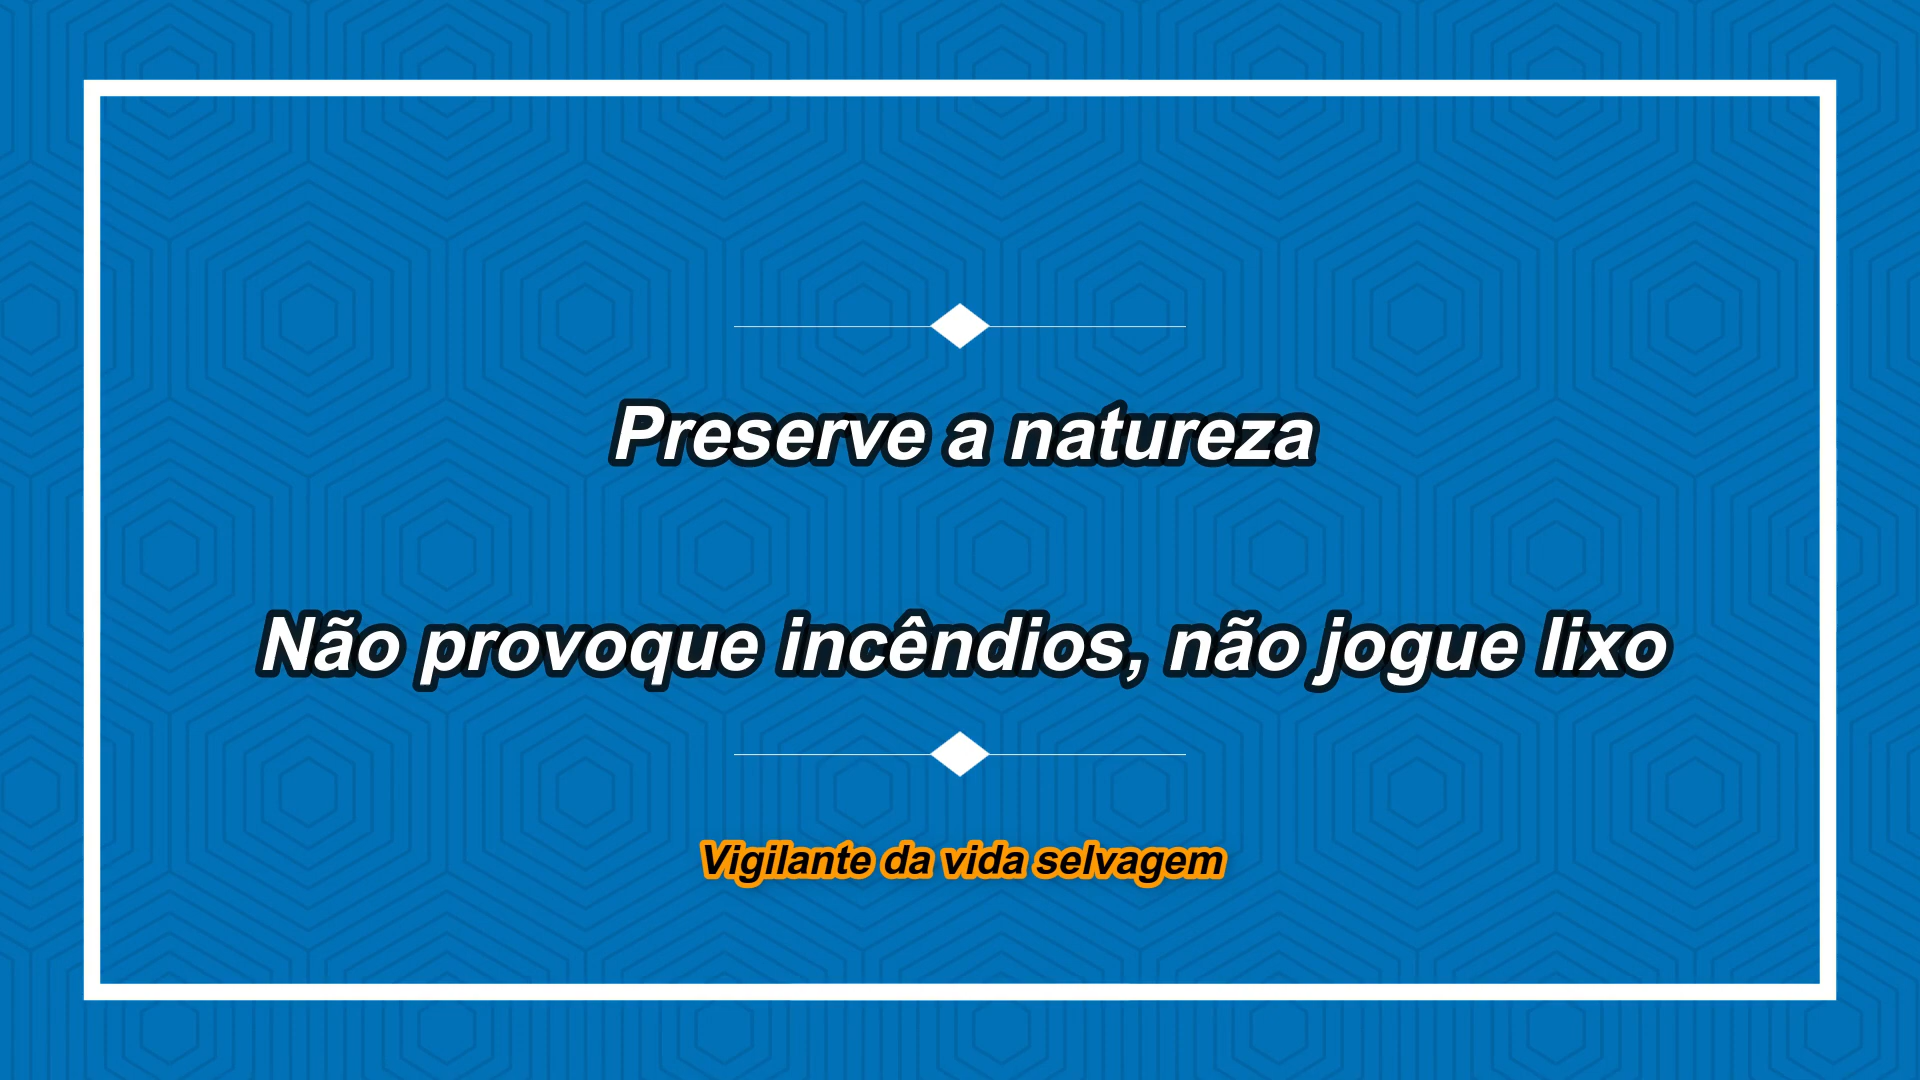 Preserve a natureza
Não provoque incêndios, não jogue lixo
Vigilante da vida selvagem